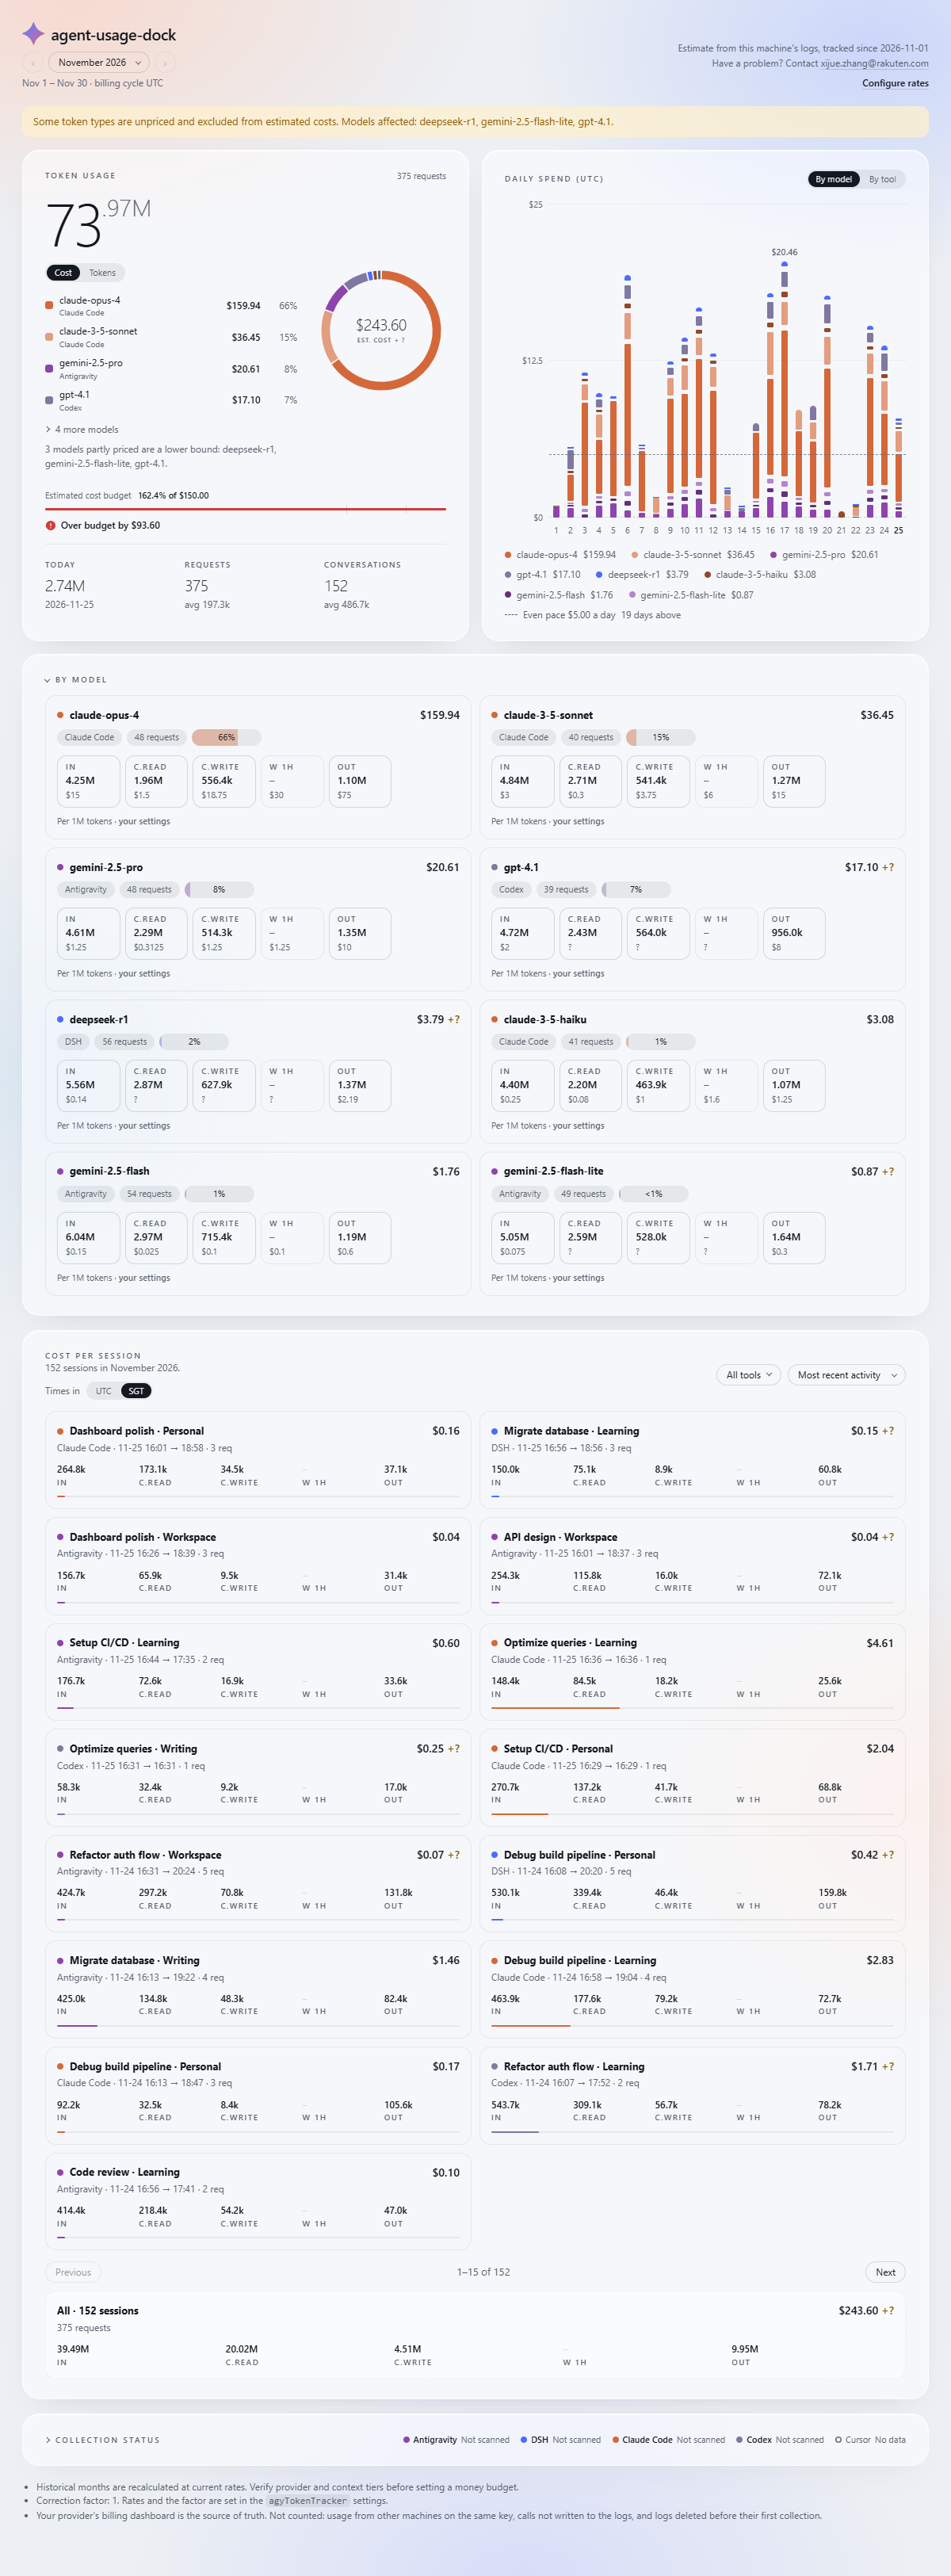 agent-usage-dock
‹ November 2026 ›
Nov 1 – Nov 30 · billing cycle UTC
Estimate from this machine's logs, tracked since 2026-11-01
Have a problem? Contact xijue.zhang@rakuten.com
Configure rates
Some token types are unpriced and excluded from estimated costs. Models affected: deepseek-r1, gemini-2.5-flash-lite, gpt-4.1.
TOKEN USAGE
375 requests
73.97M
Cost Tokens
claude-opus-4 $159.94 66%
Claude Code
claude-3-5-sonnet $36.45 15%
Claude Code
gemini-2.5-pro $20.61 8%
Antigravity
gpt-4.1 $17.10 7%
Codex
4 more models
3 models partly priced are a lower bound: deepseek-r1,
gemini-2.5-flash-lite, gpt-4.1.
$243.60
EST. COST + ?
Estimated cost budget 162.4% of $150.00
Over budget by $93.60
TODAY REQUESTS CONVERSATIONS
2.74M 375 152
2026-11-25 avg 197.3k avg 486.7k
DAILY SPEND (UTC)
By model By tool
$25
$20.46
$12.5
$0
1 2 3 4 5 6 7 8 9 10 11 12 13 14 15 16 17 18 19 20 21 22 23 24 25
claude-opus-4 $159.94 claude-3-5-sonnet $36.45 gemini-2.5-pro $20.61
gpt-4.1 $17.10 deepseek-r1 $3.79 claude-3-5-haiku $3.08
gemini-2.5-flash $1.76 gemini-2.5-flash-lite $0.87
Even pace $5.00 a day 19 days above
BY MODEL
claude-opus-4 $159.94
Claude Code 48 requests 66%
IN C.READ C.WRITE W 1H OUT
4.25M 1.96M 556.4k – 1.10M
$15 $1.5 $18.75 $30 $75
Per 1M tokens · your settings
claude-3-5-sonnet $36.45
Claude Code 40 requests 15%
IN C.READ C.WRITE W 1H OUT
4.84M 2.71M 541.4k – 1.27M
$3 $0.3 $3.75 $6 $15
Per 1M tokens · your settings
gemini-2.5-pro $20.61
Antigravity 48 requests 8%
IN C.READ C.WRITE W 1H OUT
4.61M 2.29M 514.3k – 1.35M
$1.25 $0.3125 $1.25 $1.25 $10
Per 1M tokens · your settings
gpt-4.1 $17.10 +?
Codex 39 requests 7%
IN C.READ C.WRITE W 1H OUT
4.72M 2.43M 564.0k – 956.0k
$2 ? ? ? $8
Per 1M tokens · your settings
deepseek-r1 $3.79 +?
DSH 56 requests 2%
IN C.READ C.WRITE W 1H OUT
5.56M 2.87M 627.9k – 1.37M
$0.14 ? ? ? $2.19
Per 1M tokens · your settings
claude-3-5-haiku $3.08
Claude Code 41 requests 1%
IN C.READ C.WRITE W 1H OUT
4.40M 2.20M 463.9k – 1.07M
$0.25 $0.08 $1 $1.6 $1.25
Per 1M tokens · your settings
gemini-2.5-flash $1.76
Antigravity 54 requests 1%
IN C.READ C.WRITE W 1H OUT
6.04M 2.97M 715.4k – 1.19M
$0.15 $0.025 $0.1 $0.1 $0.6
Per 1M tokens · your settings
gemini-2.5-flash-lite $0.87 +?
Antigravity 49 requests <1%
IN C.READ C.WRITE W 1H OUT
5.05M 2.59M 528.0k – 1.64M
$0.075 ? ? ? $0.3
Per 1M tokens · your settings
COST PER SESSION
152 sessions in November 2026.
Times in UTC SGT
All tools Most recent activity
Dashboard polish · Personal $0.16
Claude Code · 11-25 16:01 → 18:58 · 3 req
264.8k 173.1k 34.5k – 37.1k
IN C.READ C.WRITE W 1H OUT
Migrate database · Learning $0.15 +?
DSH · 11-25 16:56 → 18:56 · 3 req
150.0k 75.1k 8.9k – 60.8k
IN C.READ C.WRITE W 1H OUT
Dashboard polish · Workspace $0.04
Antigravity · 11-25 16:26 → 18:39 · 3 req
156.7k 65.9k 9.5k – 31.4k
IN C.READ C.WRITE W 1H OUT
API design · Workspace $0.04 +?
Antigravity · 11-25 16:01 → 18:37 · 3 req
254.3k 115.8k 16.0k – 72.1k
IN C.READ C.WRITE W 1H OUT
Setup CI/CD · Learning $0.60
Antigravity · 11-25 16:44 → 17:35 · 2 req
176.7k 72.6k 16.9k – 33.6k
IN C.READ C.WRITE W 1H OUT
Optimize queries · Learning $4.61
Claude Code · 11-25 16:36 → 16:36 · 1 req
148.4k 84.5k 18.2k – 25.6k
IN C.READ C.WRITE W 1H OUT
Optimize queries · Writing $0.25 +?
Codex · 11-25 16:31 → 16:31 · 1 req
58.3k 32.4k 9.2k – 17.0k
IN C.READ C.WRITE W 1H OUT
Setup CI/CD · Personal $2.04
Claude Code · 11-25 16:29 → 16:29 · 1 req
270.7k 137.2k 41.7k – 68.8k
IN C.READ C.WRITE W 1H OUT
Refactor auth flow · Workspace $0.07 +?
Antigravity · 11-24 16:31 → 20:24 · 5 req
424.7k 297.2k 70.8k – 131.8k
IN C.READ C.WRITE W 1H OUT
Debug build pipeline · Personal $0.42 +?
DSH · 11-24 16:08 → 20:20 · 5 req
530.1k 339.4k 46.4k – 159.8k
IN C.READ C.WRITE W 1H OUT
Migrate database · Writing $1.46
Antigravity · 11-24 16:13 → 19:22 · 4 req
425.0k 134.8k 48.3k – 82.4k
IN C.READ C.WRITE W 1H OUT
Debug build pipeline · Learning $2.83
Claude Code · 11-24 16:58 → 19:04 · 4 req
463.9k 177.6k 79.2k – 72.7k
IN C.READ C.WRITE W 1H OUT
Debug build pipeline · Personal $0.17
Claude Code · 11-24 16:13 → 18:47 · 3 req
92.2k 32.5k 8.4k – 105.6k
IN C.READ C.WRITE W 1H OUT
Refactor auth flow · Learning $1.71 +?
Codex · 11-24 16:07 → 17:52 · 2 req
543.7k 309.1k 56.7k – 78.2k
IN C.READ C.WRITE W 1H OUT
Code review · Learning $0.10
Antigravity · 11-24 16:56 → 17:41 · 2 req
414.4k 218.4k 54.2k – 47.0k
IN C.READ C.WRITE W 1H OUT
Previous 1–15 of 152 Next
All · 152 sessions $243.60 +?
375 requests
39.49M 20.02M 4.51M – 9.95M
IN C.READ C.WRITE W 1H OUT
COLLECTION STATUS
Antigravity Not scanned DSH Not scanned Claude Code Not scanned Codex Not scanned Cursor No data
• Historical months are recalculated at current rates. Verify provider and context tiers before setting a money budget.
• Correction factor: 1. Rates and the factor are set in the agyTokenTracker settings.
• Your provider's billing dashboard is the source of truth. Not counted: usage from other machines on the same key, calls not written to the logs, and logs deleted before their first collection.